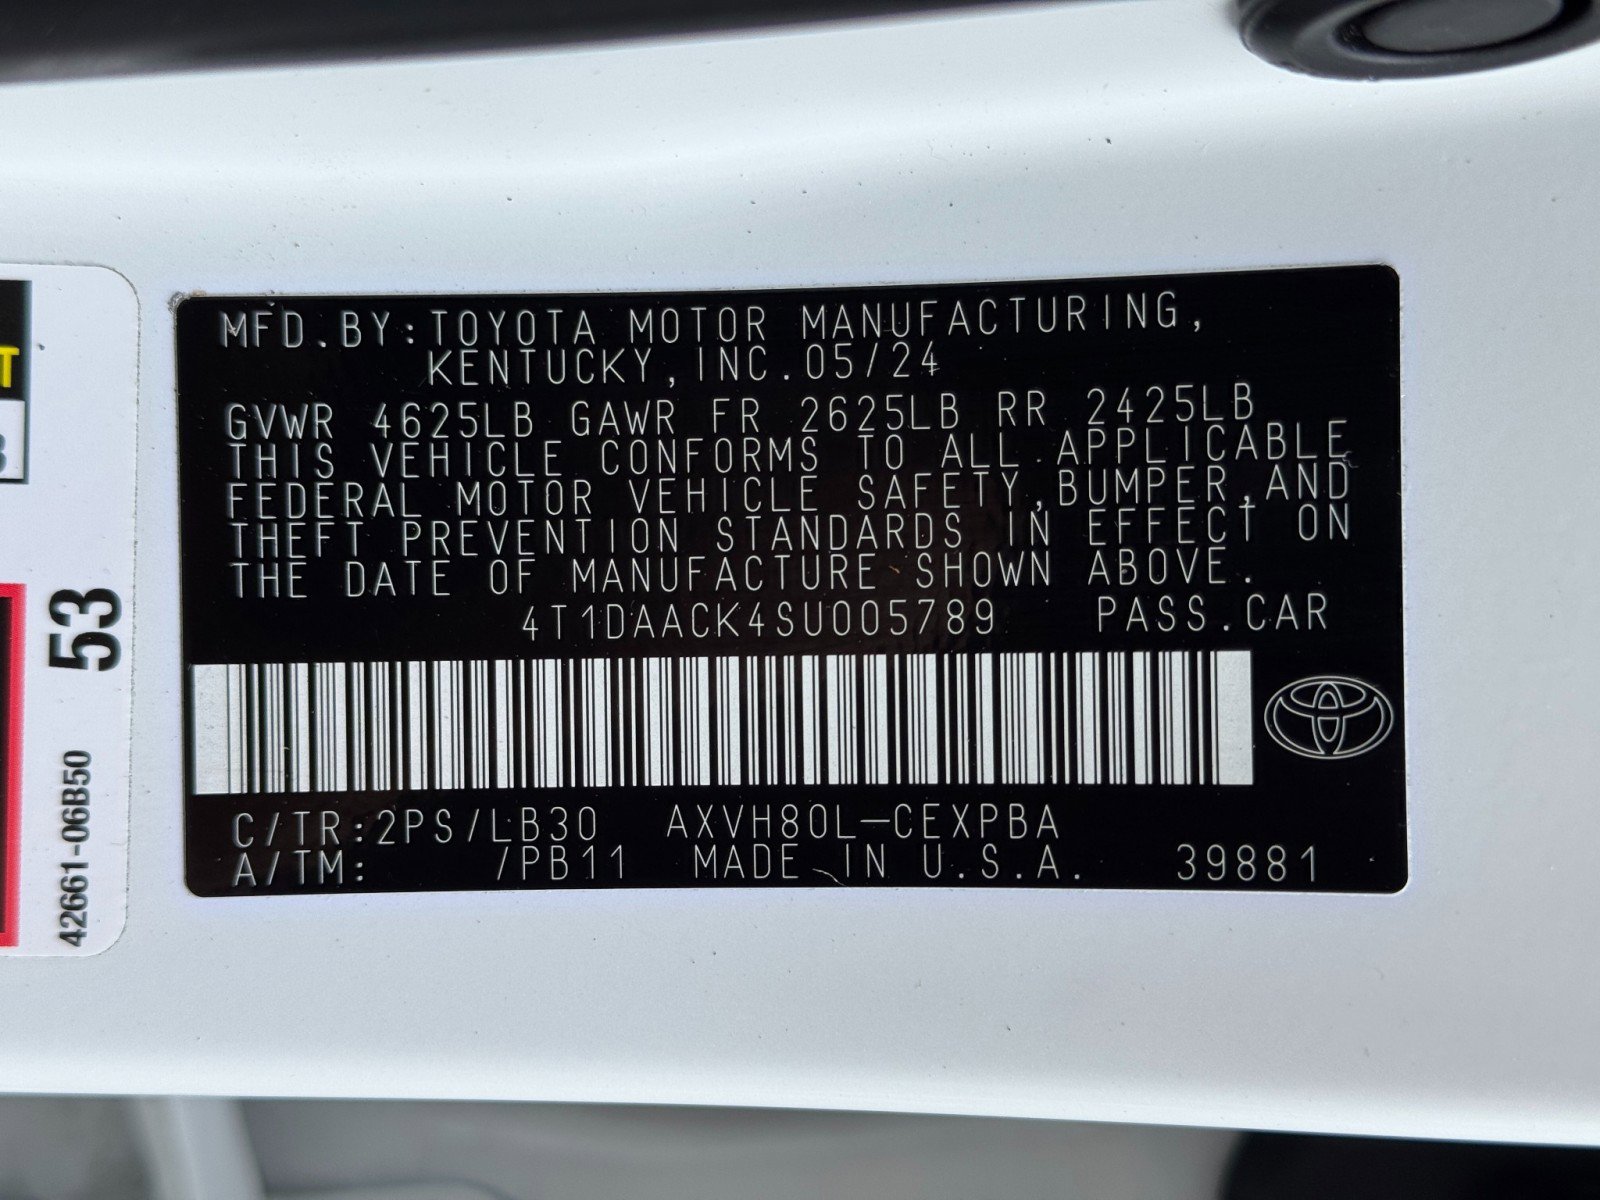 MFD.BY:TOYOTA MOTOR MANUFACTURING,
KENTUCKY,INC.05/24
GVWR 4625LB GAWR FR 2625LB RR 2425LB
THIS VEHICLE CONFORMS TO ALL APPLICABLE
FEDERAL MOTOR VEHICLE SAFETY,BUMPER,AND
THEFT PREVENTION STANDARDS IN EFFECT ON
THE DATE OF MANUFACTURE SHOWN ABOVE.
4T1DAACK4SU005789 PASS.CAR
C/TR:2PS/LB30 AXVH80L-CEXPBA
A/TM: /PB11 MADE IN U.S.A. 39881
53
42661-06B50